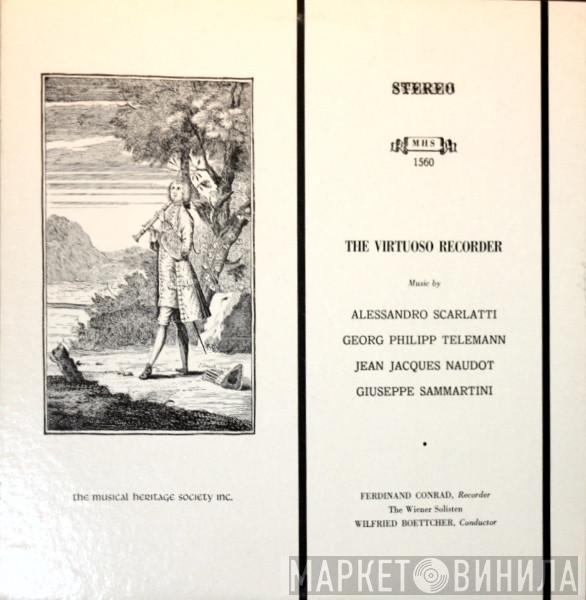 STEREO
MHS
1560
THE VIRTUOSO RECORDER
Music by
ALESSANDRO SCARLATTI
GEORG PHILIPP TELEMANN
JEAN JACQUES NAUDOT
GIUSEPPE SAMMARTINI
the musical heritage society inc.
FERDINAND CONRAD, Recorder
The Wiener Solisten
WILFRIED BOETTCHER, Conductor
МАРКЕТ ВИНИЛА